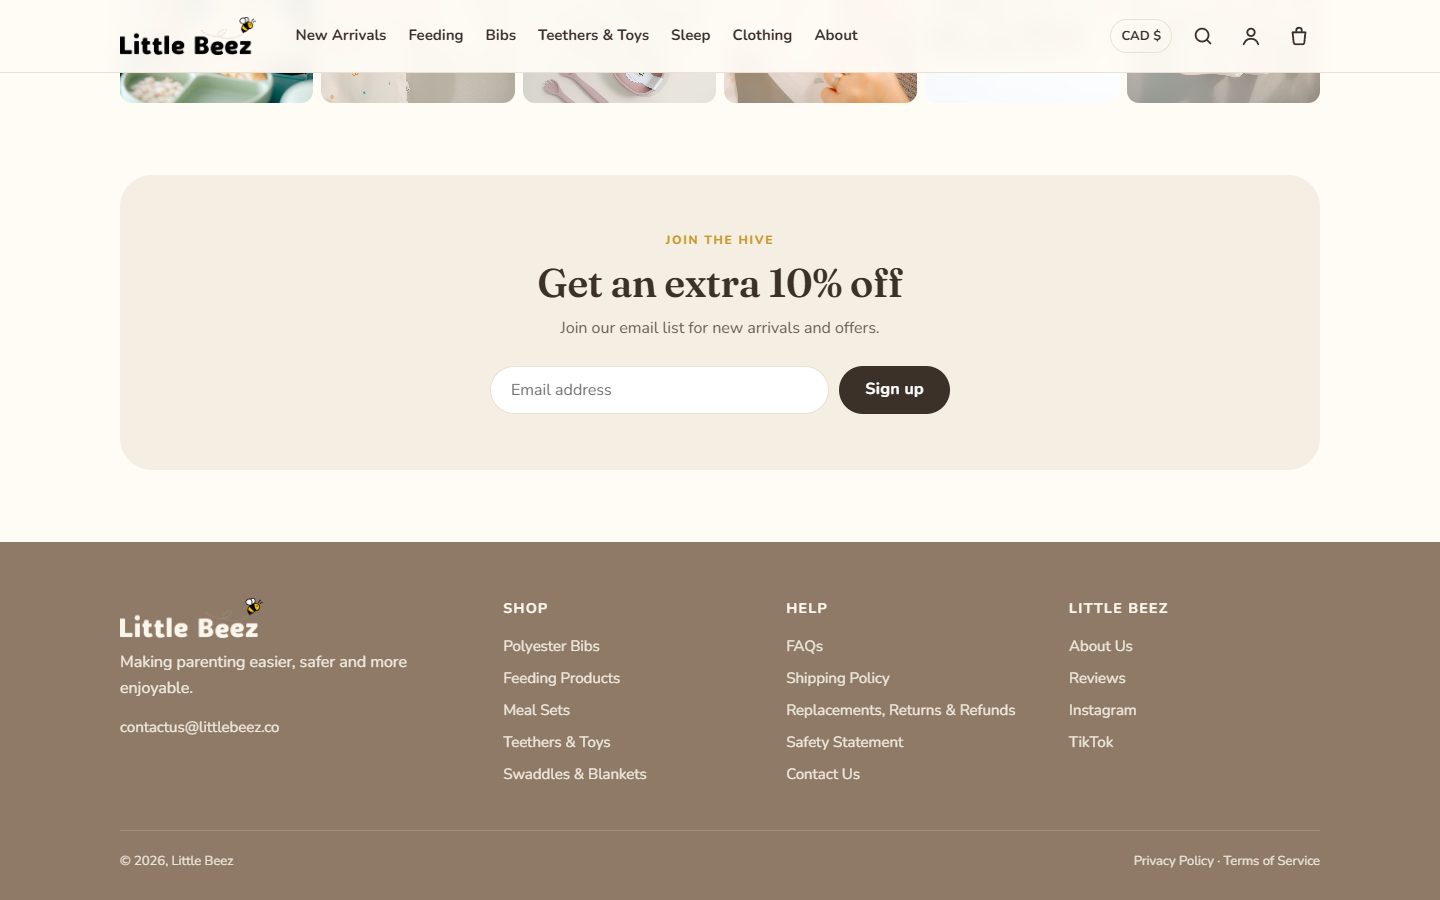 Little Beez
New Arrivals
Feeding
Bibs
Teethers & Toys
Sleep
Clothing
About
CAD $
JOIN THE HIVE
Get an extra 10% off
Join our email list for new arrivals and offers.
Email address
Sign up
Little Beez
Making parenting easier, safer and more
enjoyable.
contactus@littlebeez.co
SHOP
Polyester Bibs
Feeding Products
Meal Sets
Teethers & Toys
Swaddles & Blankets
HELP
FAQs
Shipping Policy
Replacements, Returns & Refunds
Safety Statement
Contact Us
LITTLE BEEZ
About Us
Reviews
Instagram
TikTok
© 2026, Little Beez
Privacy Policy · Terms of Service